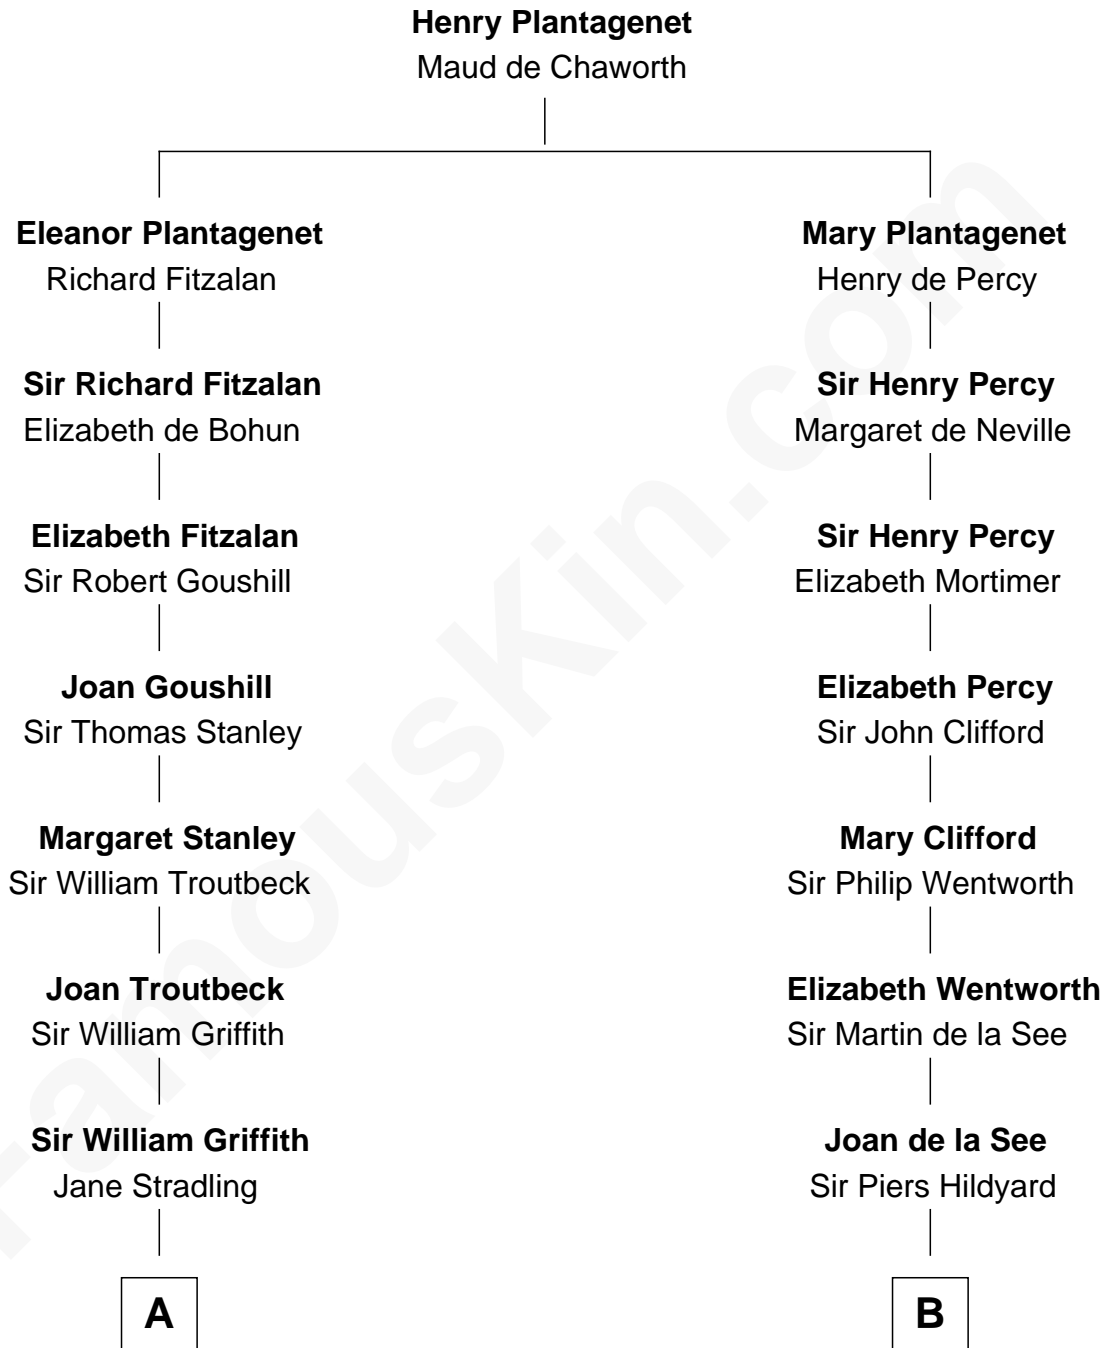 Henry Plantagenet
Maud de Chaworth
Eleanor Plantagenet
Richard Fitzalan
Mary Plantagenet
Henry de Percy
Sir Richard Fitzalan
Elizabeth de Bohun
Sir Henry Percy
Margaret de Neville
Elizabeth Fitzalan
Sir Robert Goushill
Sir Henry Percy
Elizabeth Mortimer
Joan Goushill
Sir Thomas Stanley
Elizabeth Percy
Sir John Clifford
Margaret Stanley
Sir William Troutbeck
Mary Clifford
Sir Philip Wentworth
Joan Troutbeck
Sir William Griffith
Elizabeth Wentworth
Sir Martin de la See
Sir William Griffith
Jane Stradling
Joan de la See
Sir Piers Hildyard
A
B
FamousKin.com